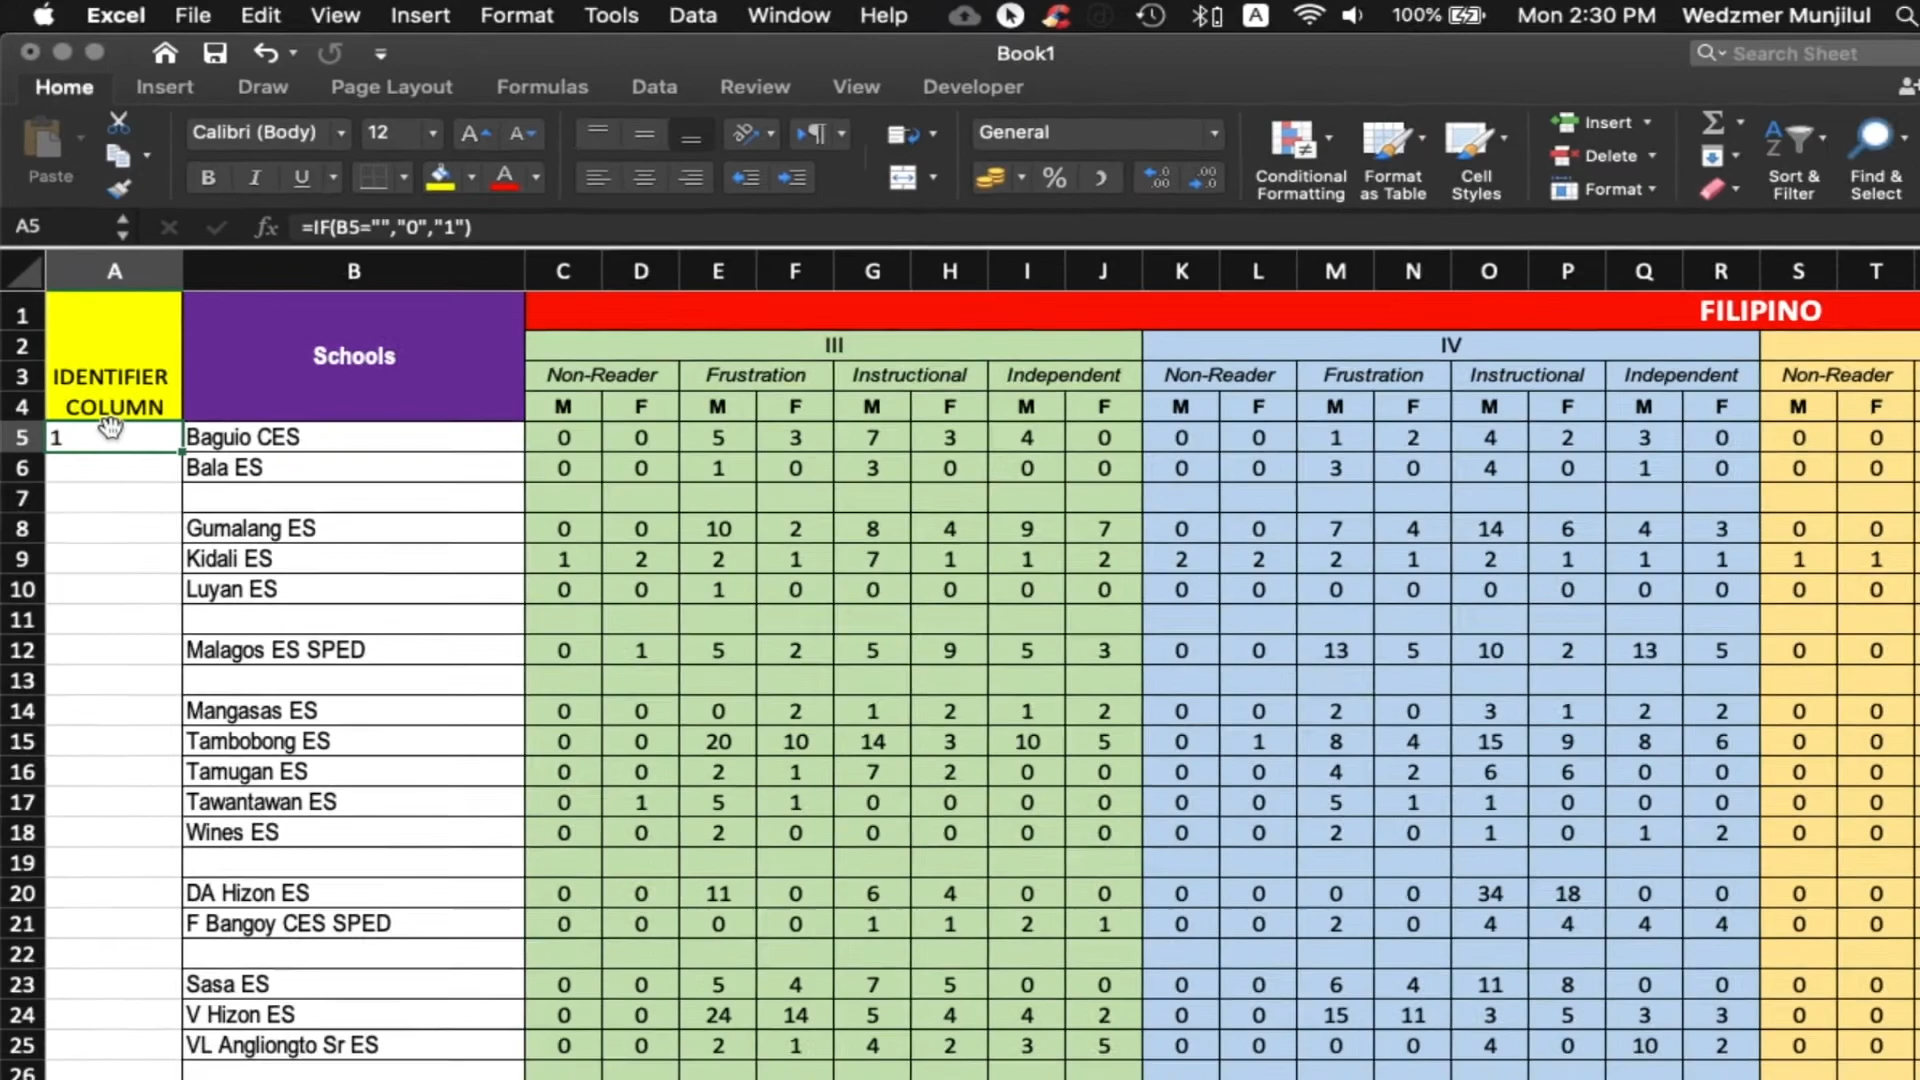 Excel File Edit View Insert Format Tools Data Window Help A 100% Mon 2:30 PM Wedzmer Munjilul
Book1 Search Sheet
Home Insert Draw Page Layout Formulas Data Review View Developer
Paste Calibri (Body) 12 A A General Insert
B I U A % Conditional Formatting Format as Table Cell Styles Delete Format Sort & Filter Find & Select
A5 fx =IF(B5="","0","1")
A B C D E F G H I J K L M N O P Q R S T
1 FILIPINO
2 Schools III IV
3 IDENTIFIER Non-Reader Frustration Instructional Independent Non-Reader Frustration Instructional Independent Non-Reader
4 COLUMN M F M F M F M F M F M F M F M F M F
5 1 Baguio CES 0 0 5 3 7 3 4 0 0 0 1 2 4 2 3 0 0 0
6 Bala ES 0 0 1 0 3 0 0 0 0 0 3 0 4 0 1 0 0 0
7
8 Gumalang ES 0 0 10 2 8 4 9 7 0 0 7 4 14 6 4 3 0 0
9 Kidali ES 1 2 2 1 7 1 1 2 2 2 2 1 2 1 1 1 1 1
10 Luyan ES 0 0 1 0 0 0 0 0 0 0 0 0 0 0 0 0 0 0
11
12 Malagos ES SPED 0 1 5 2 5 9 5 3 0 0 13 5 10 2 13 5 0 0
13
14 Mangasas ES 0 0 0 2 1 2 1 2 0 0 2 0 3 1 2 2 0 0
15 Tambobong ES 0 0 20 10 14 3 10 5 0 1 8 4 15 9 8 6 0 0
16 Tamugan ES 0 0 2 1 7 2 0 0 0 0 4 2 6 6 0 0 0 0
17 Tawantawan ES 0 1 5 1 0 0 0 0 0 0 5 1 1 0 0 0 0 0
18 Wines ES 0 0 2 0 0 0 0 0 0 0 2 0 1 0 1 2 0 0
19
20 DA Hizon ES 0 0 11 0 6 4 0 0 0 0 0 0 34 18 0 0 0 0
21 F Bangoy CES SPED 0 0 0 0 1 1 2 1 0 0 2 0 4 4 4 4 0 0
22
23 Sasa ES 0 0 5 4 7 5 0 0 0 0 6 4 11 8 0 0 0 0
24 V Hizon ES 0 0 24 14 5 4 4 2 0 0 15 11 3 5 3 3 0 0
25 VL Angliongto Sr ES 0 0 2 1 4 2 3 5 0 0 0 0 4 0 10 2 0 0
26